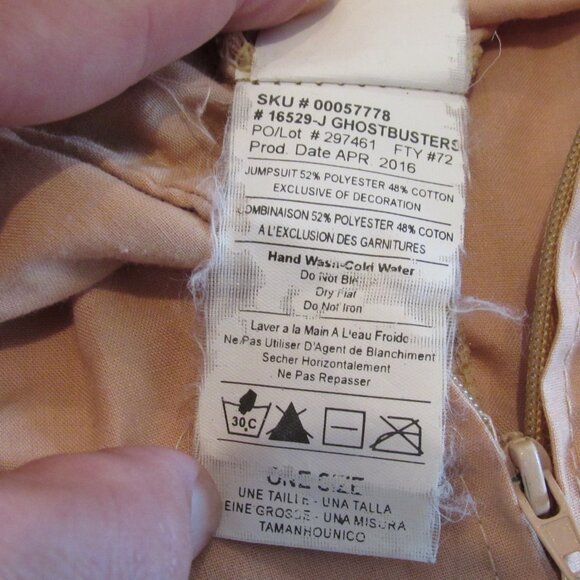 SKU # 00057778
# 16529-J GHOSTBUSTERS
PO/Lot # 297461 FTY #72
Prod. Date APR 2016
JUMPSUIT 52% POLYESTER 48% COTTON
EXCLUSIVE OF DECORATION
COMBINAISON 52% POLYESTER 48% COTON
A L'EXCLUSION DES GARNITURES
Hand Wash-Cold Water
Do Not
Dry Flat
Do Not Iron
Laver a la Main A L'eau Froide
Ne Pas Utiliser D'Agent de Blanchiment
Secher Horizontalement
Ne Pas Repasser
30.C
ONE SIZE
UNE TAILLE - UNA TALLA
EINE GROSSE - UNA MISURA
TAMANHOUNICO